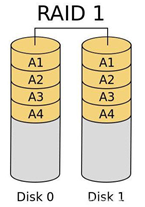 RAID 1
A1 A1
A2 A2
A3 A3
A4 A4
Disk 0 Disk 1